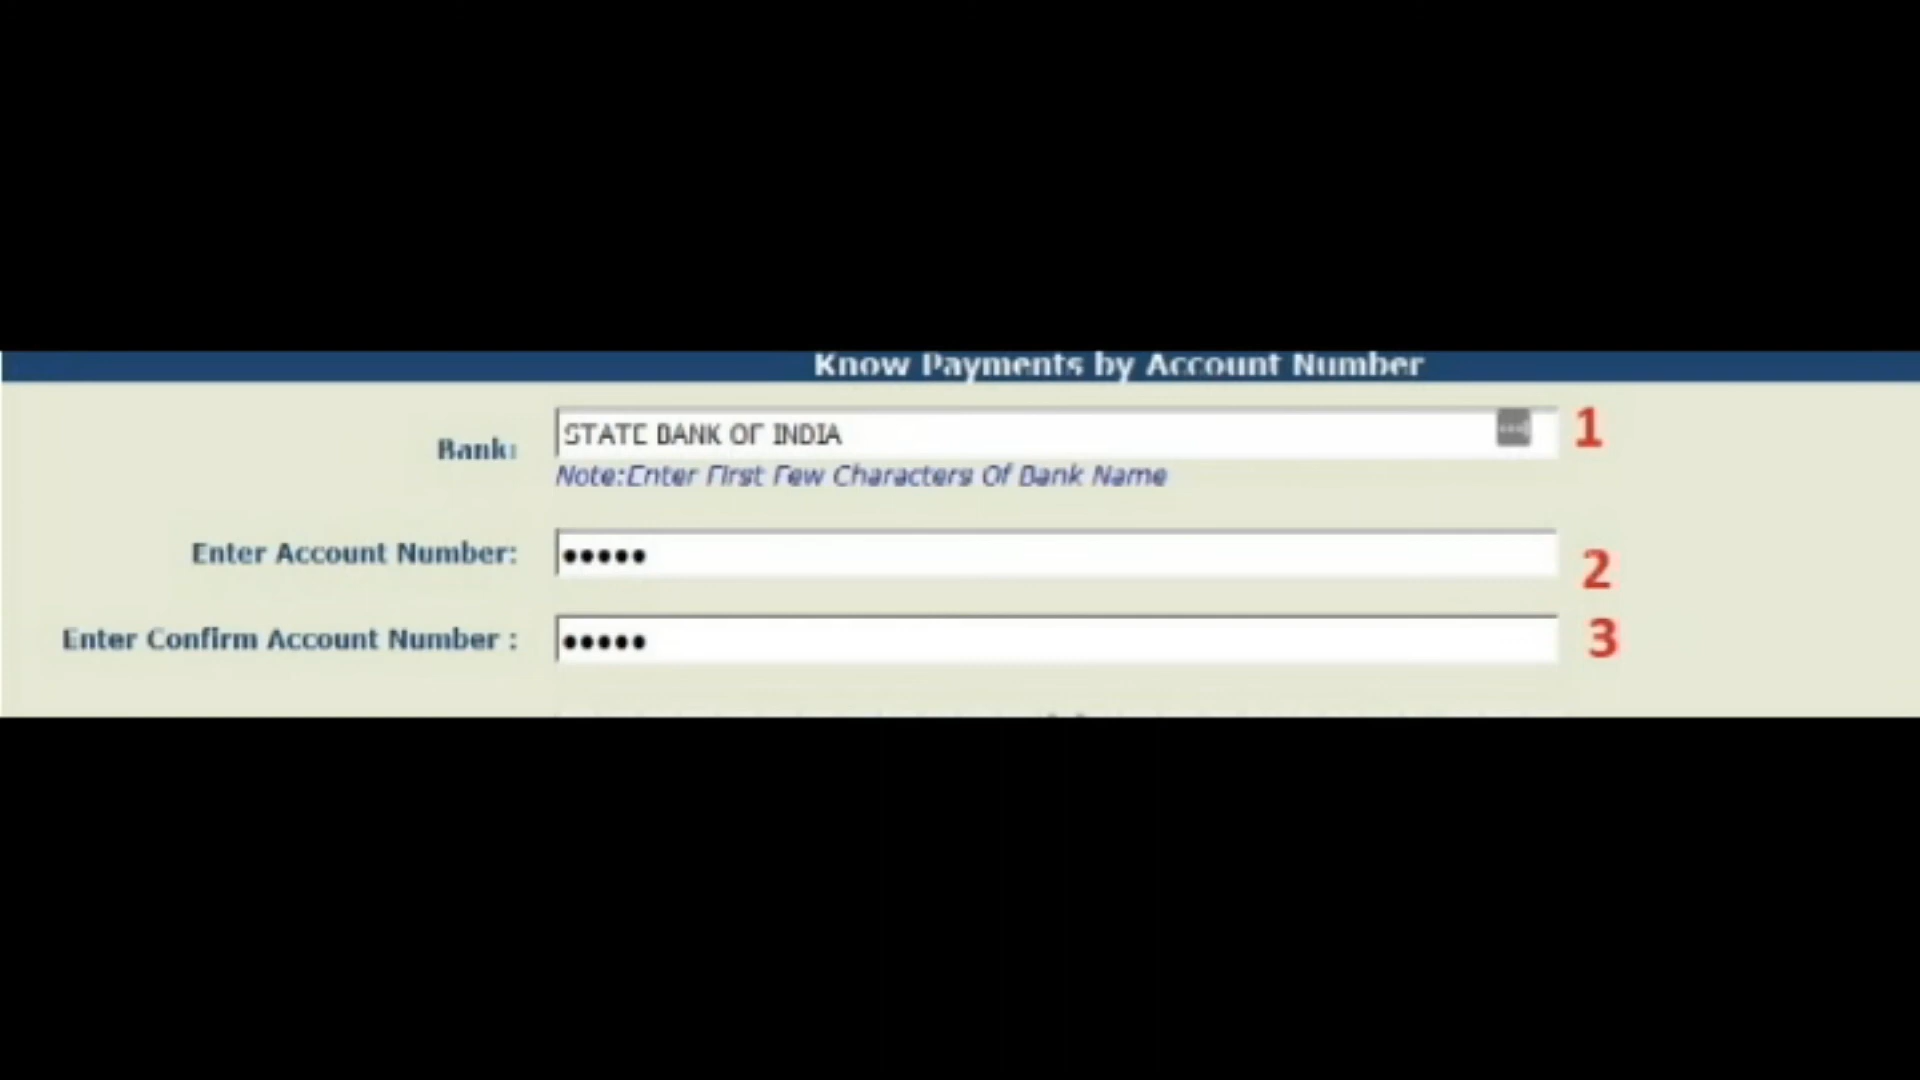 Know Payments by Account Number
Bank: STATE BANK OF INDIA 1
Note:Enter First Few Characters Of Bank Name
Enter Account Number: ••••• 2
Enter Confirm Account Number : ••••• 3